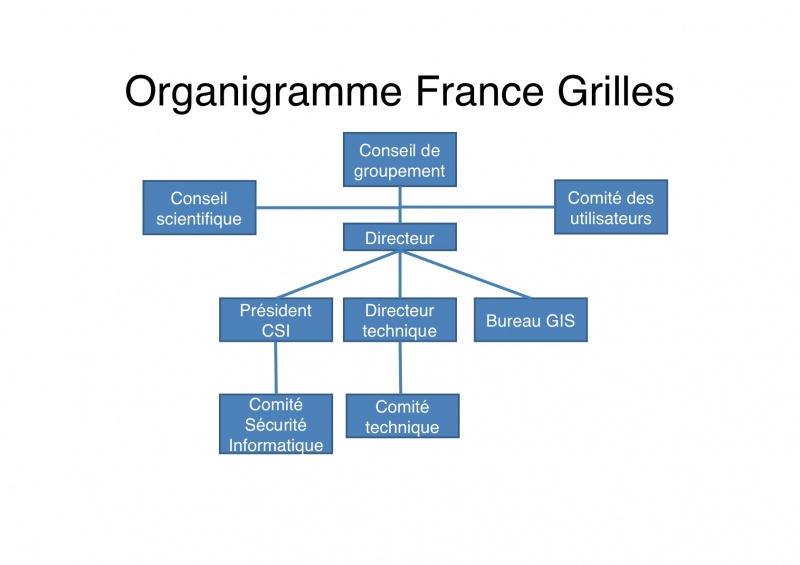 Organigramme France Grilles
Conseil de
groupement
Conseil
scientifique
Comité des
utilisateurs
Directeur
Président
CSI
Directeur
technique
Bureau GIS
Comité
Sécurité
Informatique
Comité
technique